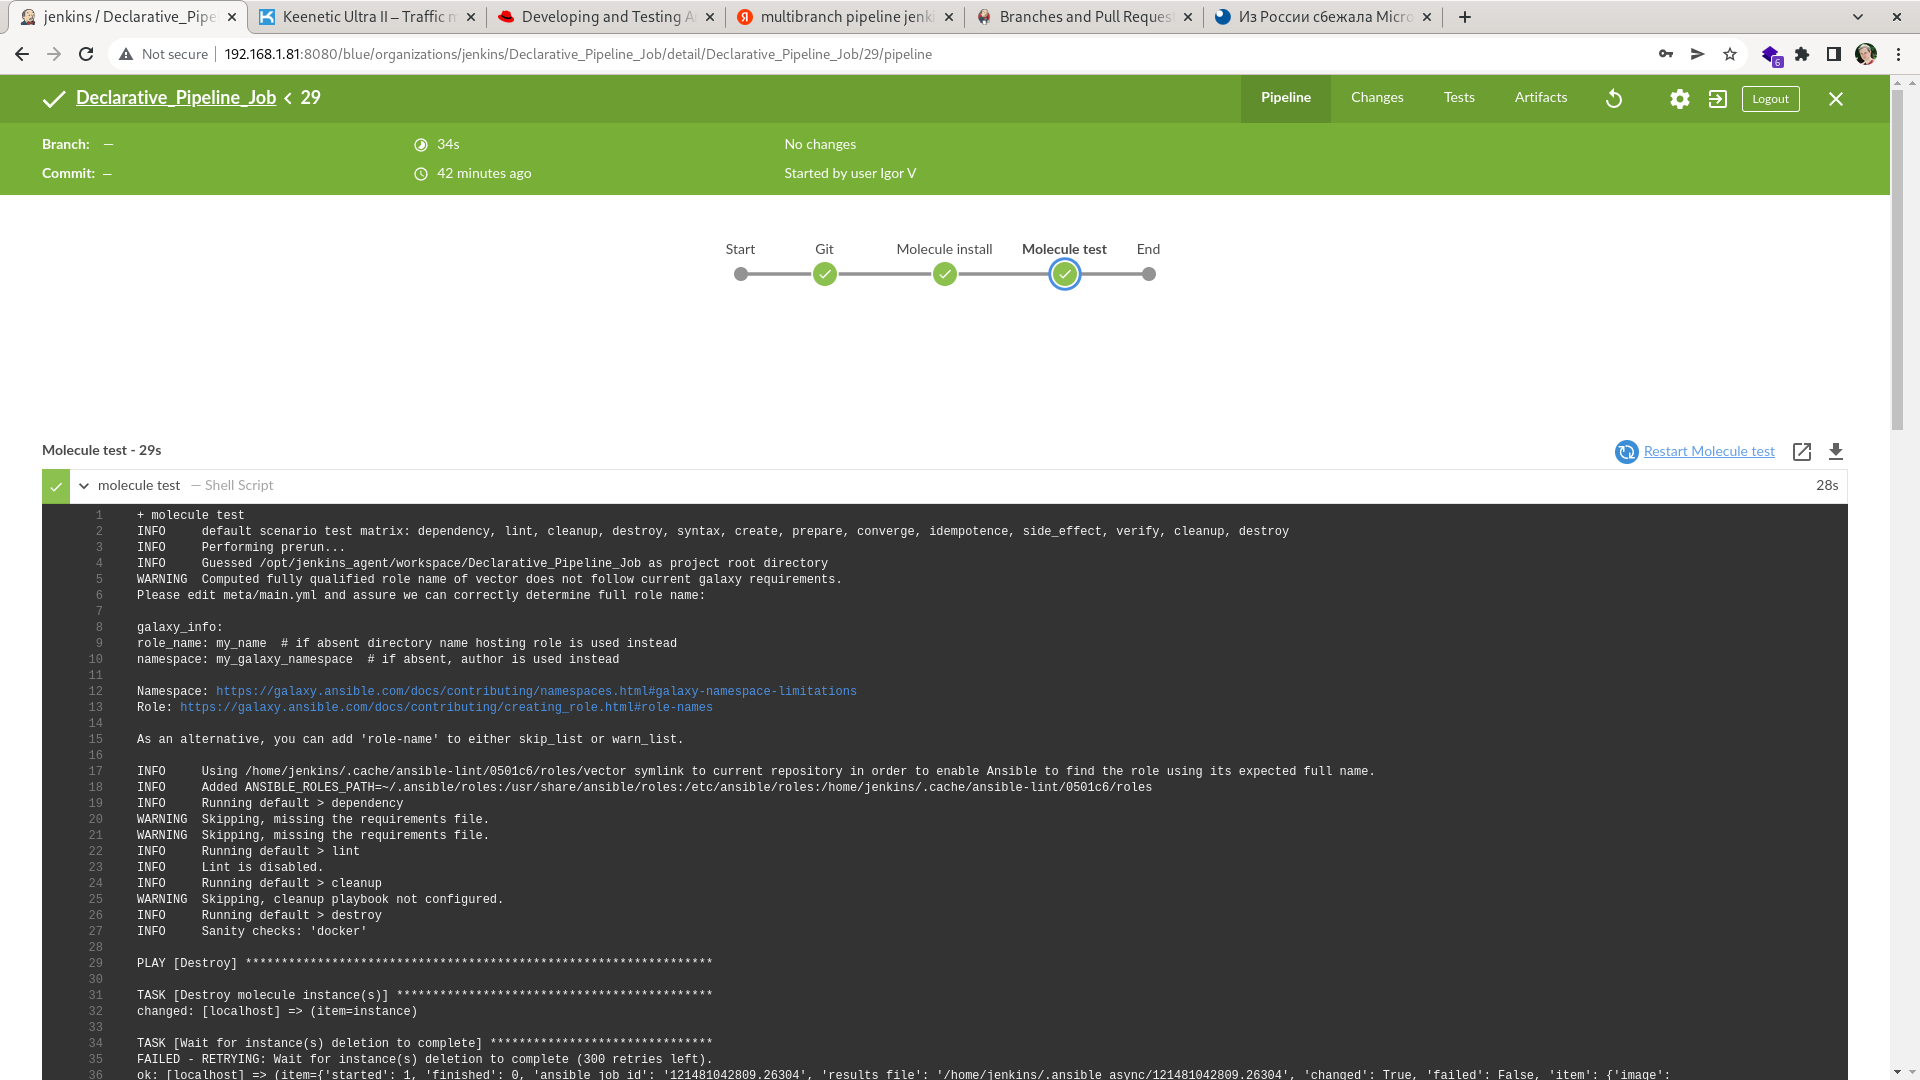 jenkins / Declarative_Pipe
Keenetic Ultra II – Traffic m
Developing and Testing A
multibranch pipeline jenki
Branches and Pull Reques
Из России сбежала Micro
Not secure
192.168.1.81:8080/blue/organizations/jenkins/Declarative_Pipeline_Job/detail/Declarative_Pipeline_Job/29/pipeline
6
Declarative_Pipeline_Job < 29
Pipeline
Changes
Tests
Artifacts
Logout
Branch: —
34s
No changes
Commit: —
42 minutes ago
Started by user Igor V
Start
Git
Molecule install
Molecule test
End
Molecule test - 29s
Restart Molecule test
molecule test — Shell Script
28s
1 + molecule test
2 INFO default scenario test matrix: dependency, lint, cleanup, destroy, syntax, create, prepare, converge, idempotence, side_effect, verify, cleanup, destroy
3 INFO Performing prerun...
4 INFO Guessed /opt/jenkins_agent/workspace/Declarative_Pipeline_Job as project root directory
5 WARNING Computed fully qualified role name of vector does not follow current galaxy requirements.
6 Please edit meta/main.yml and assure we can correctly determine full role name:
7
8 galaxy_info:
9 role_name: my_name # if absent directory name hosting role is used instead
10 namespace: my_galaxy_namespace # if absent, author is used instead
11
12 Namespace: https://galaxy.ansible.com/docs/contributing/namespaces.html#galaxy-namespace-limitations
13 Role: https://galaxy.ansible.com/docs/contributing/creating_role.html#role-names
14
15 As an alternative, you can add 'role-name' to either skip_list or warn_list.
16
17 INFO Using /home/jenkins/.cache/ansible-lint/0501c6/roles/vector symlink to current repository in order to enable Ansible to find the role using its expected full name.
18 INFO Added ANSIBLE_ROLES_PATH=~/.ansible/roles:/usr/share/ansible/roles:/etc/ansible/roles:/home/jenkins/.cache/ansible-lint/0501c6/roles
19 INFO Running default > dependency
20 WARNING Skipping, missing the requirements file.
21 WARNING Skipping, missing the requirements file.
22 INFO Running default > lint
23 INFO Lint is disabled.
24 INFO Running default > cleanup
25 WARNING Skipping, cleanup playbook not configured.
26 INFO Running default > destroy
27 INFO Sanity checks: 'docker'
28
29 PLAY [Destroy] *****************************************************************
30
31 TASK [Destroy molecule instance(s)] ********************************************
32 changed: [localhost] => (item=instance)
33
34 TASK [Wait for instance(s) deletion to complete] *******************************
35 FAILED - RETRYING: Wait for instance(s) deletion to complete (300 retries left).
36 ok: [localhost] => (item={'started': 1, 'finished': 0, 'ansible_job_id': '121481042809.26304', 'results_file': '/home/jenkins/.ansible_async/121481042809.26304', 'changed': True, 'failed': False, 'item': {'image':